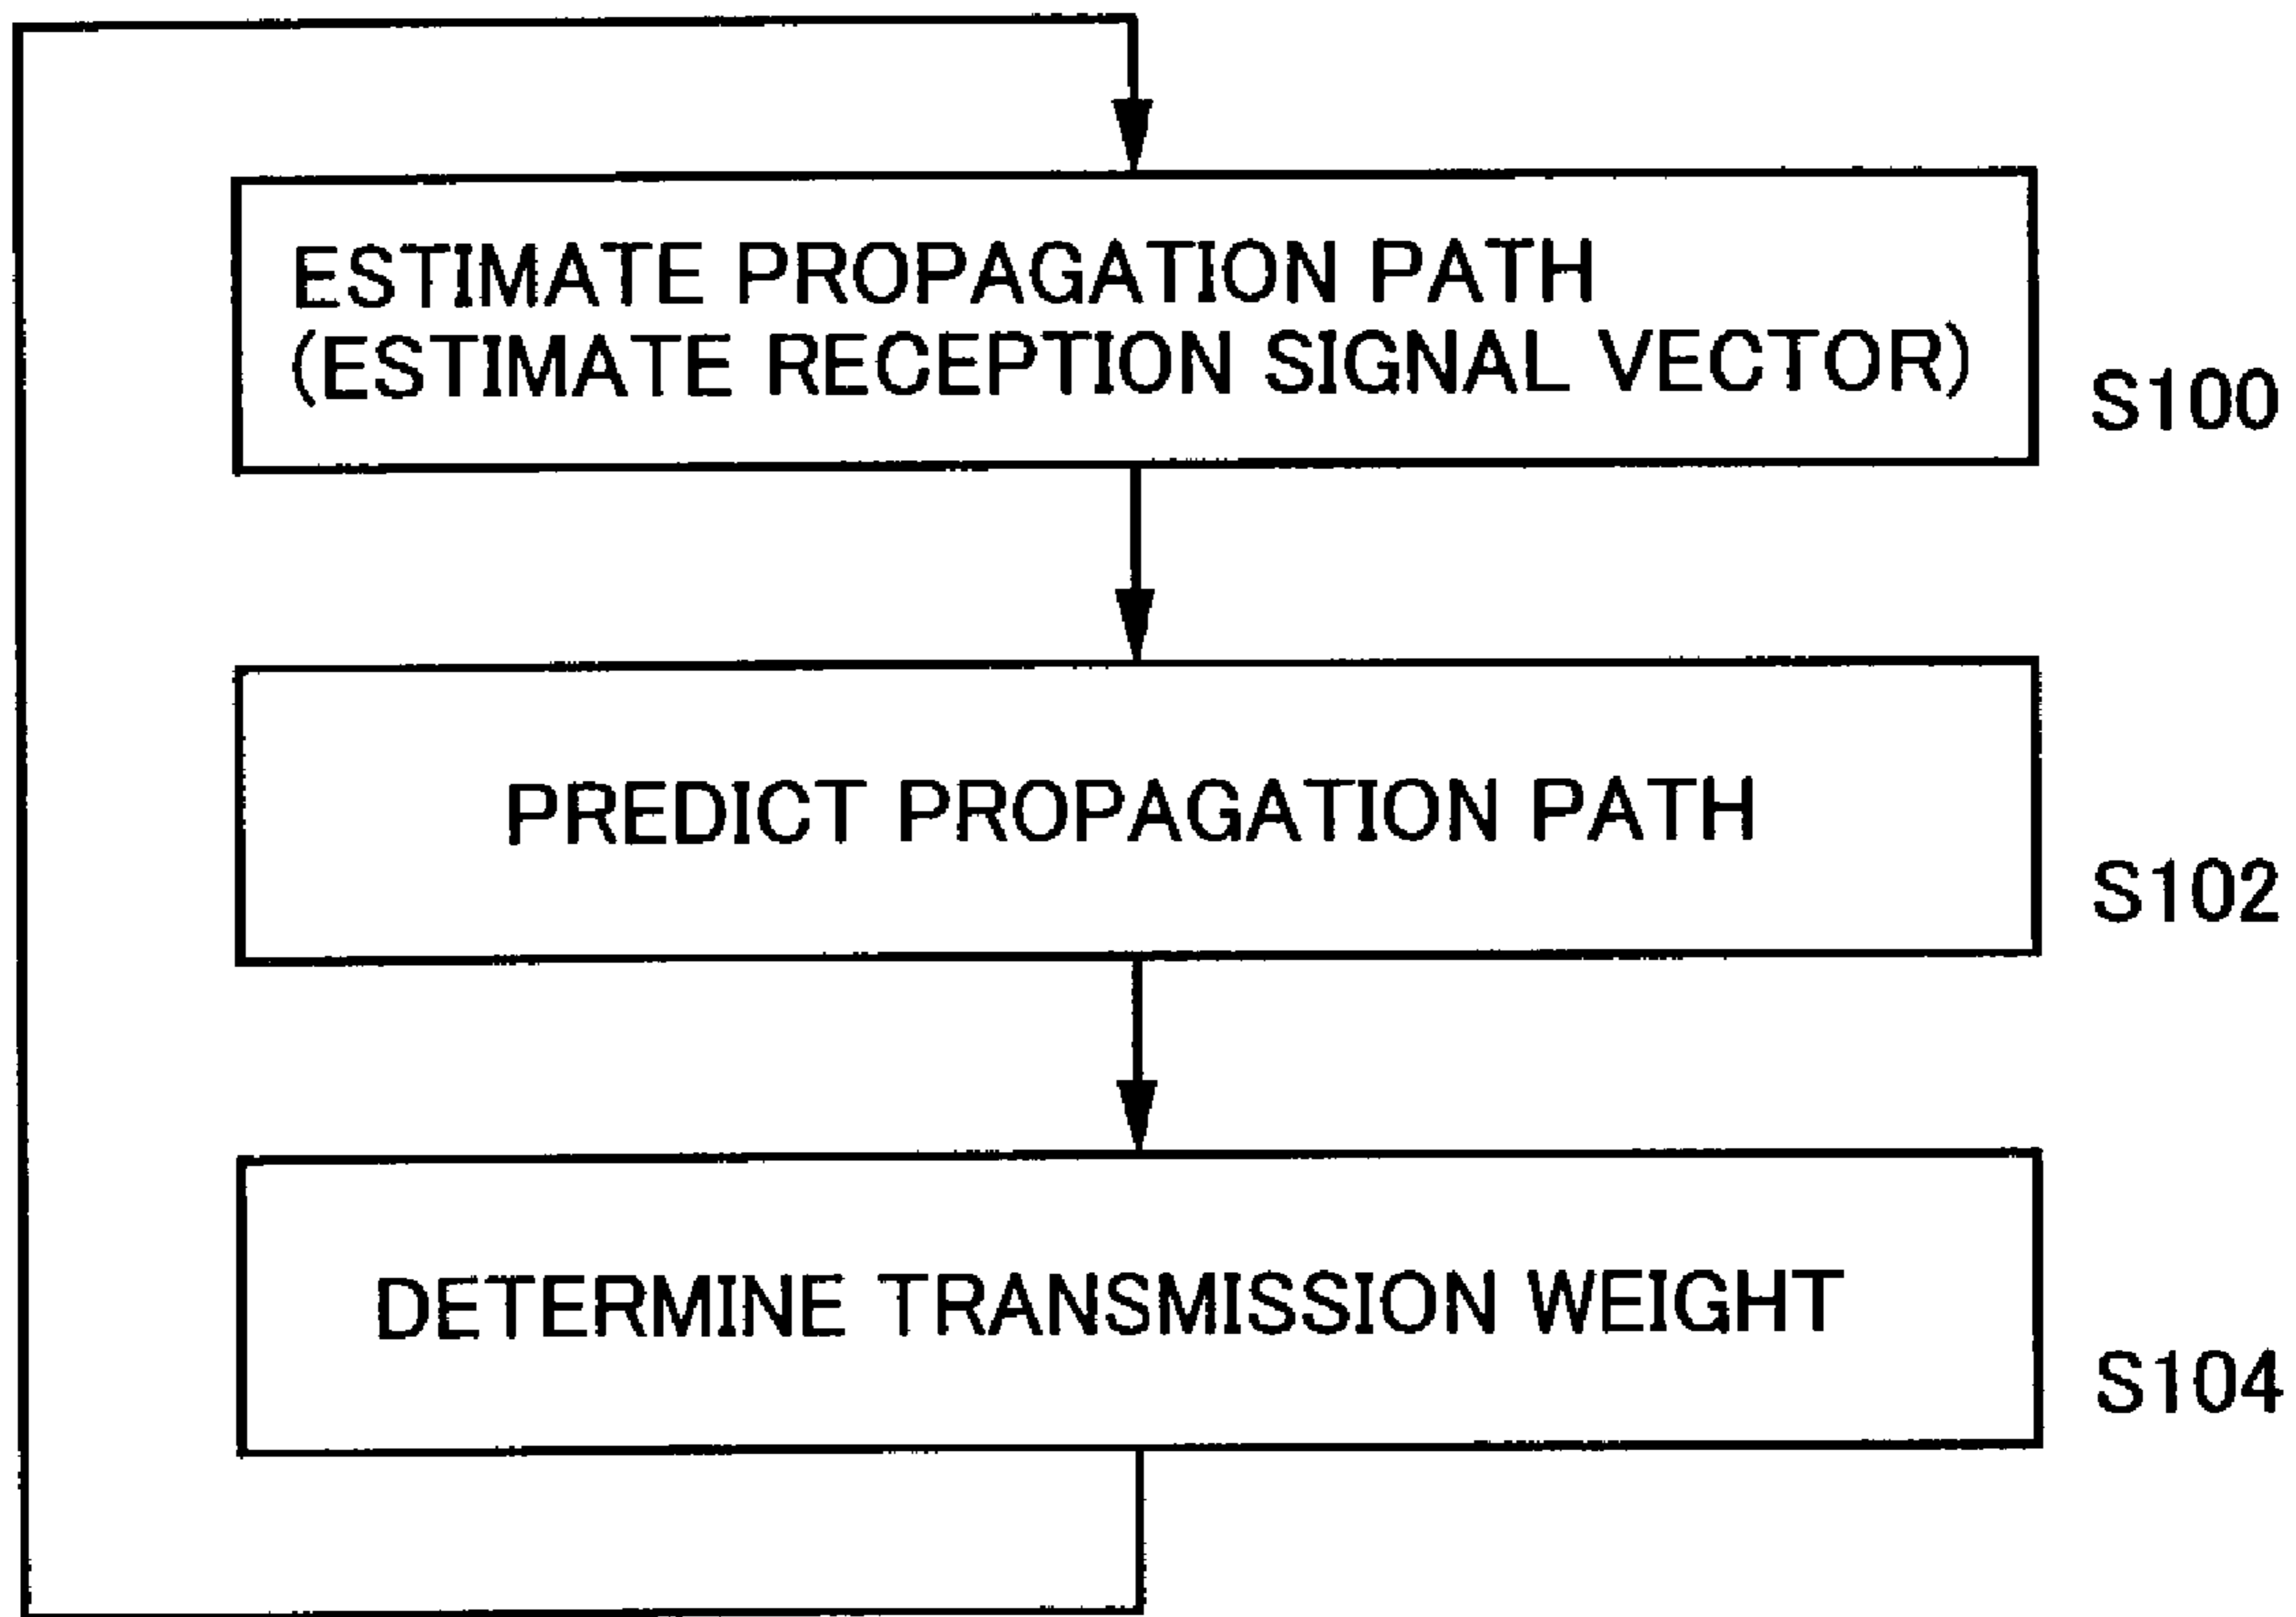 ESTIMATE PROPAGATION PATH
(ESTIMATE RECEPTION SIGNAL VECTOR)
S100
PREDICT PROPAGATION PATH
S102
DETERMINE TRANSMISSION WEIGHT
S104